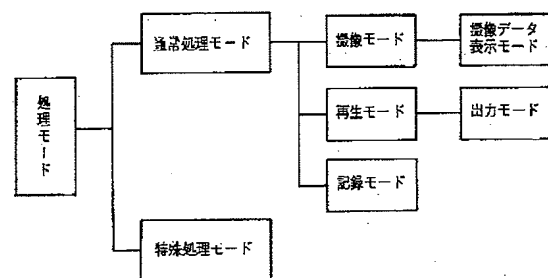 処理モード
通常処理モード
撮像モード
撮像データ
表示モード
再生モード
出力モード
記録モード
特殊処理モード